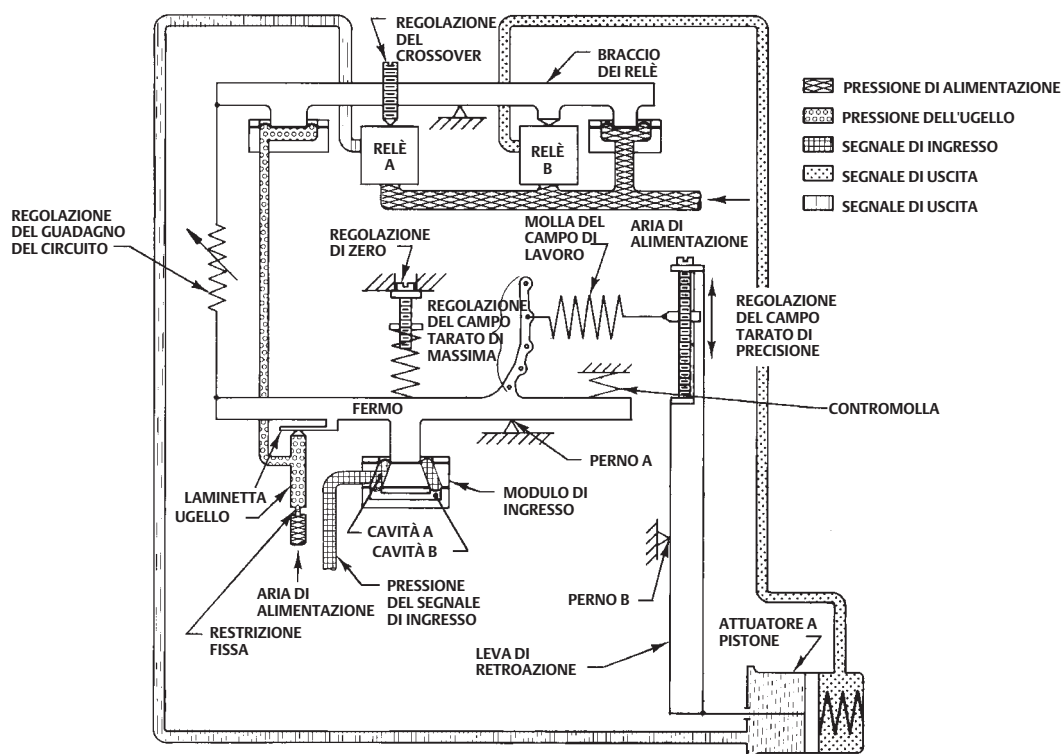 REGOLAZIONE
DEL
CROSSOVER
BRACCIO
DEI RELÈ
RELÈ
A
RELÈ
B
PRESSIONE DI ALIMENTAZIONE
PRESSIONE DELL'UGELLO
SEGNALE DI INGRESSO
SEGNALE DI USCITA
SEGNALE DI USCITA
REGOLAZIONE
DEL GUADAGNO
DEL CIRCUITO
REGOLAZIONE
DI ZERO
MOLLA DEL
CAMPO DI
LAVORO
ARIA DI
ALIMENTAZIONE
REGOLAZIONE
DEL CAMPO
TARATO DI
MASSIMA
REGOLAZIONE
DEL CAMPO
TARATO DI
PRECISIONE
FERMO
CONTROMOLLA
PERNO A
LAMINETTA
UGELLO
MODULO DI
INGRESSO
CAVITÀ A
CAVITÀ B
ARIA DI
ALIMENTAZIONE
PRESSIONE
DEL SEGNALE
DI INGRESSO
RESTRIZIONE
FISSA
PERNO B
LEVA DI
RETROAZIONE
ATTUATORE A
PISTONE